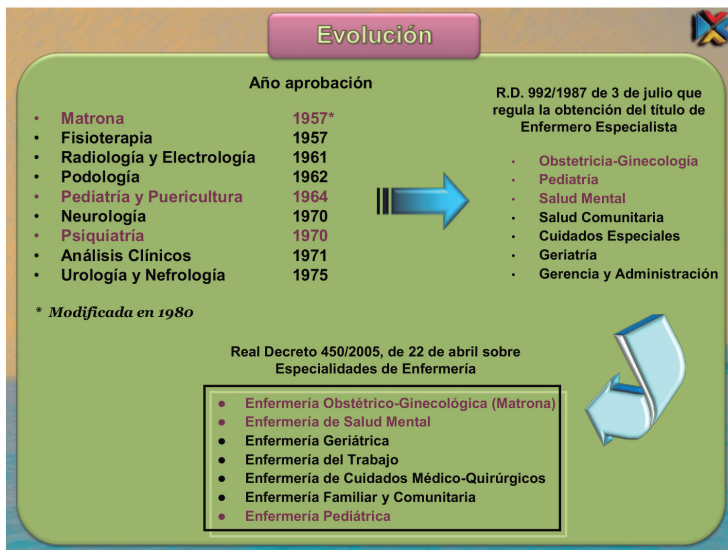 Evolución
Año aprobación
• Matrona 1957*
• Fisioterapia 1957
• Radiología y Electrología 1961
• Podología 1962
• Pediatría y Puericultura 1964
• Neurología 1970
• Psiquiatría 1970
• Análisis Clínicos 1971
• Urología y Nefrología 1975
* Modificada en 1980
R.D. 992/1987 de 3 de julio que
regula la obtención del título de
Enfermero Especialista
• Obstetricia-Ginecología
• Pediatría
• Salud Mental
• Salud Comunitaria
• Cuidados Especiales
• Geriatría
• Gerencia y Administración
Real Decreto 450/2005, de 22 de abril sobre
Especialidades de Enfermería
● Enfermería Obstétrico-Ginecológica (Matrona)
● Enfermería de Salud Mental
● Enfermería Geriátrica
● Enfermería del Trabajo
● Enfermería de Cuidados Médico-Quirúrgicos
● Enfermería Familiar y Comunitaria
● Enfermería Pediátrica